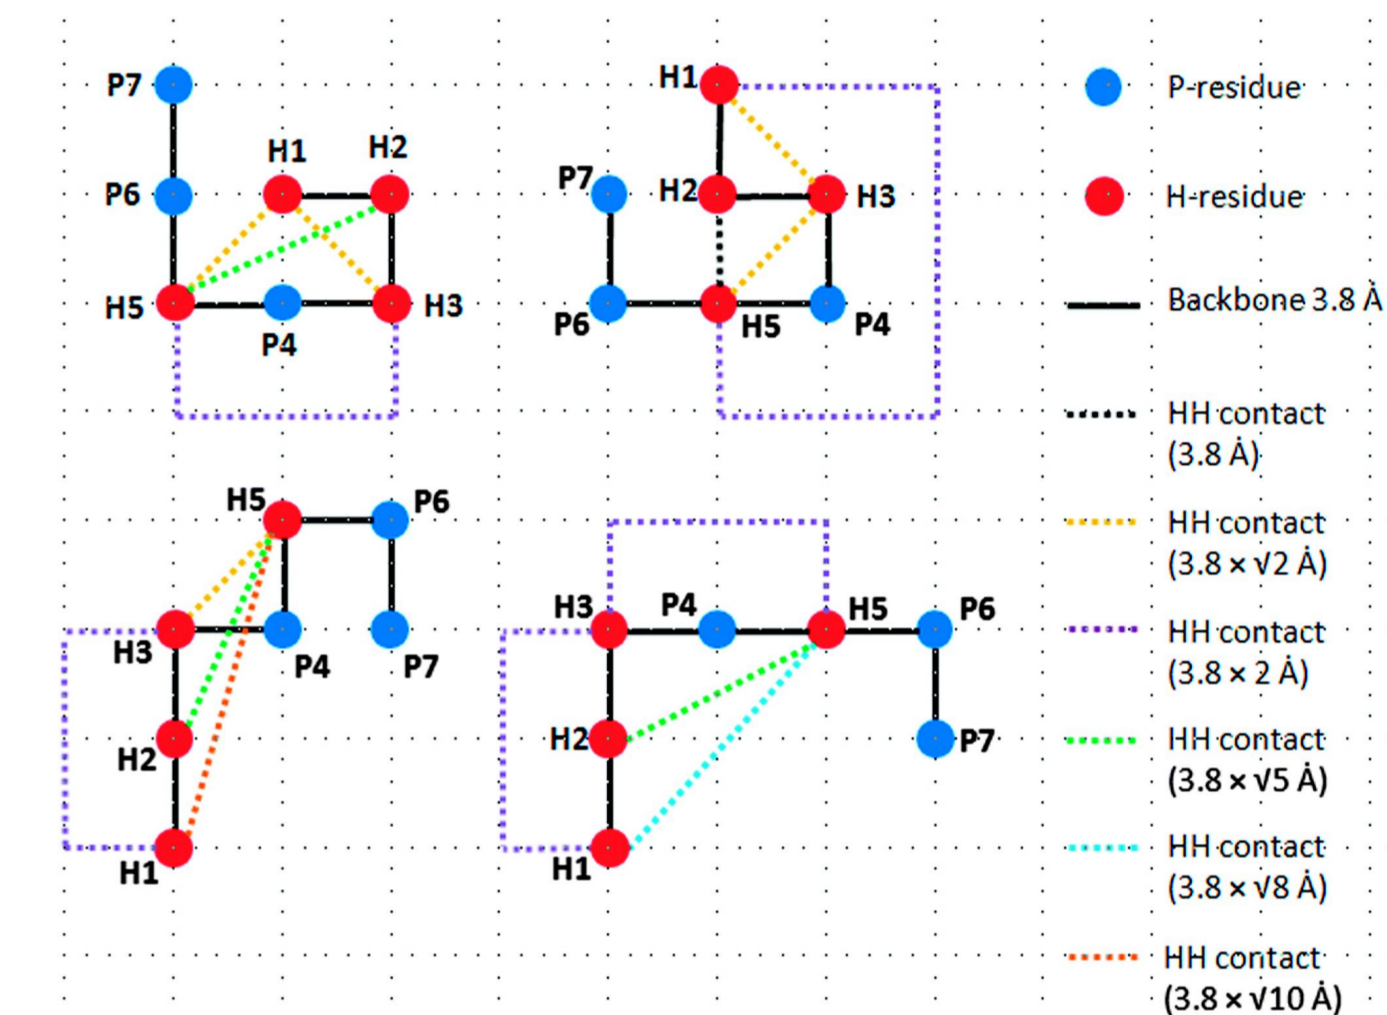 P7
H1
H2
P6
H5
H3
P4
H1
P7
H2
H3
P6
H5
P4
H5
P6
H3
P4
P7
H2
H1
H3
P4
H5
P6
H2
P7
H1
P-residue
H-residue
Backbone 3.8 Å
HH contact
(3.8 Å)
HH contact
(3.8 × √2 Å)
HH contact
(3.8 × 2 Å)
HH contact
(3.8 × √5 Å)
HH contact
(3.8 × √8 Å)
HH contact
(3.8 × √10 Å)